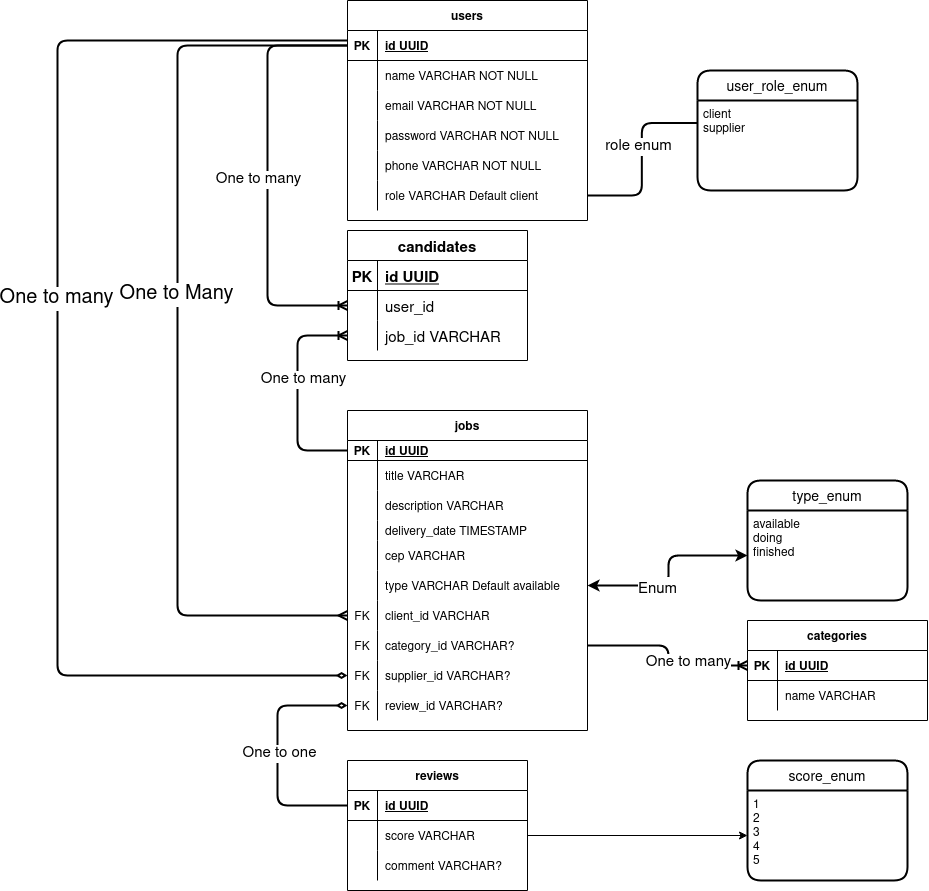 users
PK id UUID
name VARCHAR NOT NULL
email VARCHAR NOT NULL
password VARCHAR NOT NULL
phone VARCHAR NOT NULL
role VARCHAR Default client
role enum
user_role_enum
client
supplier
One to many
One to many
One to Many
candidates
PK id UUID
user_id
job_id VARCHAR
One to many
jobs
PK id UUID
title VARCHAR
description VARCHAR
delivery_date TIMESTAMP
cep VARCHAR
type VARCHAR Default available
FK client_id VARCHAR
FK category_id VARCHAR?
FK supplier_id VARCHAR?
FK review_id VARCHAR?
Enum
type_enum
available
doing
finished
One to many
categories
PK id UUID
name VARCHAR
One to one
reviews
PK id UUID
score VARCHAR
comment VARCHAR?
score_enum
1
2
3
4
5